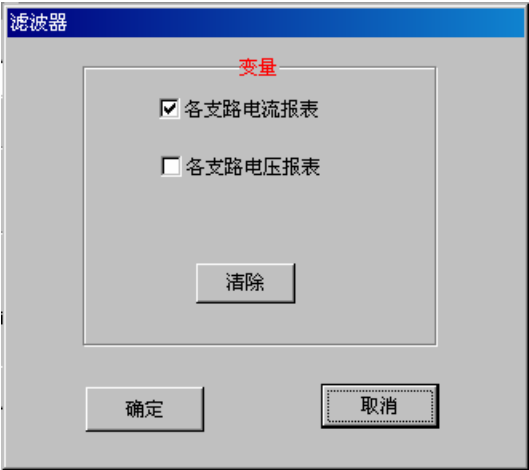 滤波器
变量
各支路电流报表
各支路电压报表
清除
确定
取消